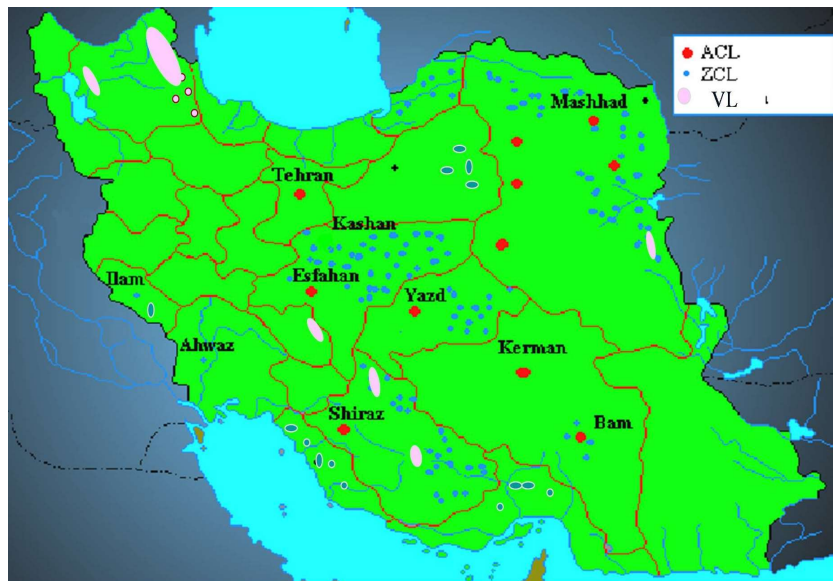 ACL
ZCL
VL
Mashhad
Tehran
Kashan
Esfahan
Ilam
Yazd
Ahwaz
Kerman
Shiraz
Bam